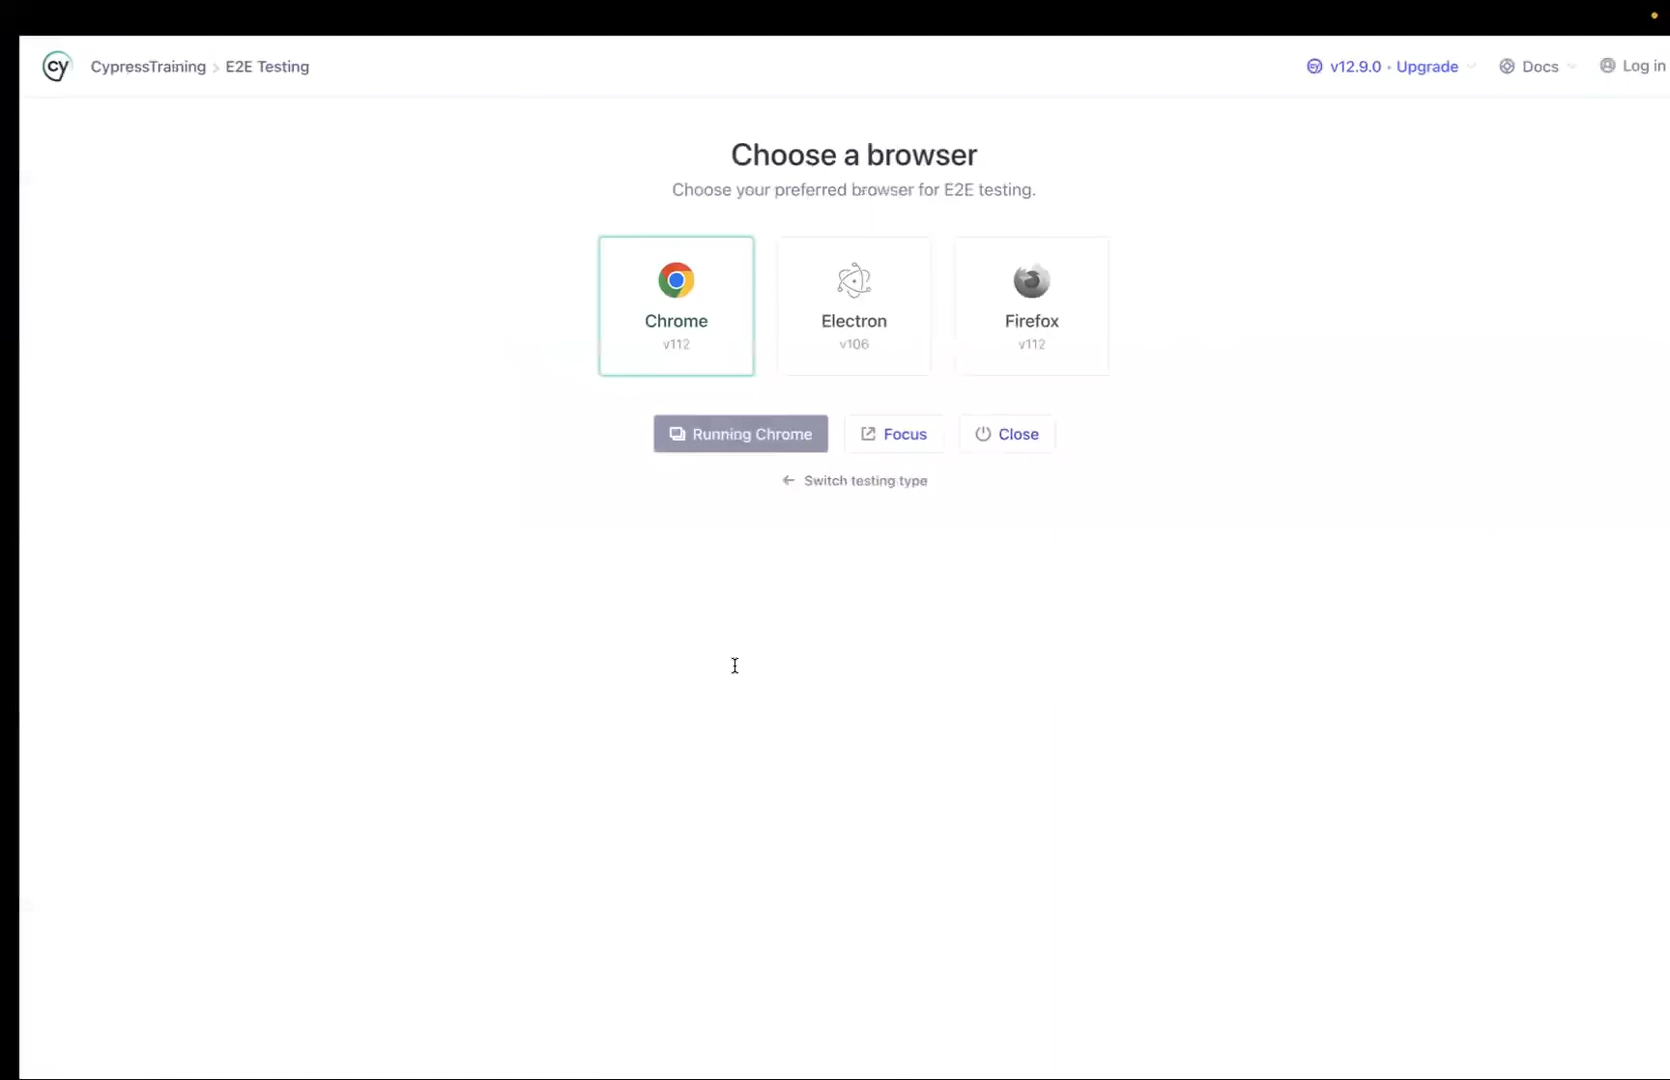 cy CypressTraining > E2E Testing v12.9.0 • Upgrade Docs Log in
Choose a browser
Choose your preferred browser for E2E testing.
Chrome Electron Firefox
v112 v106 v112
Running Chrome Focus Close
← Switch testing type